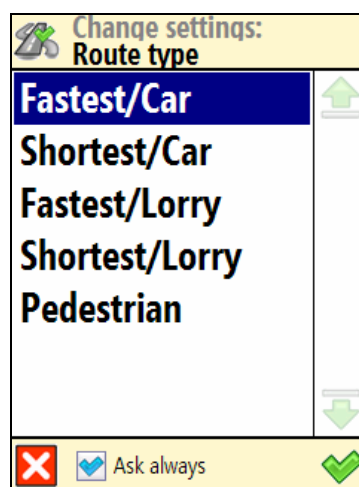 Change settings:
Route type
Fastest/Car
Shortest/Car
Fastest/Lorry
Shortest/Lorry
Pedestrian
Ask always